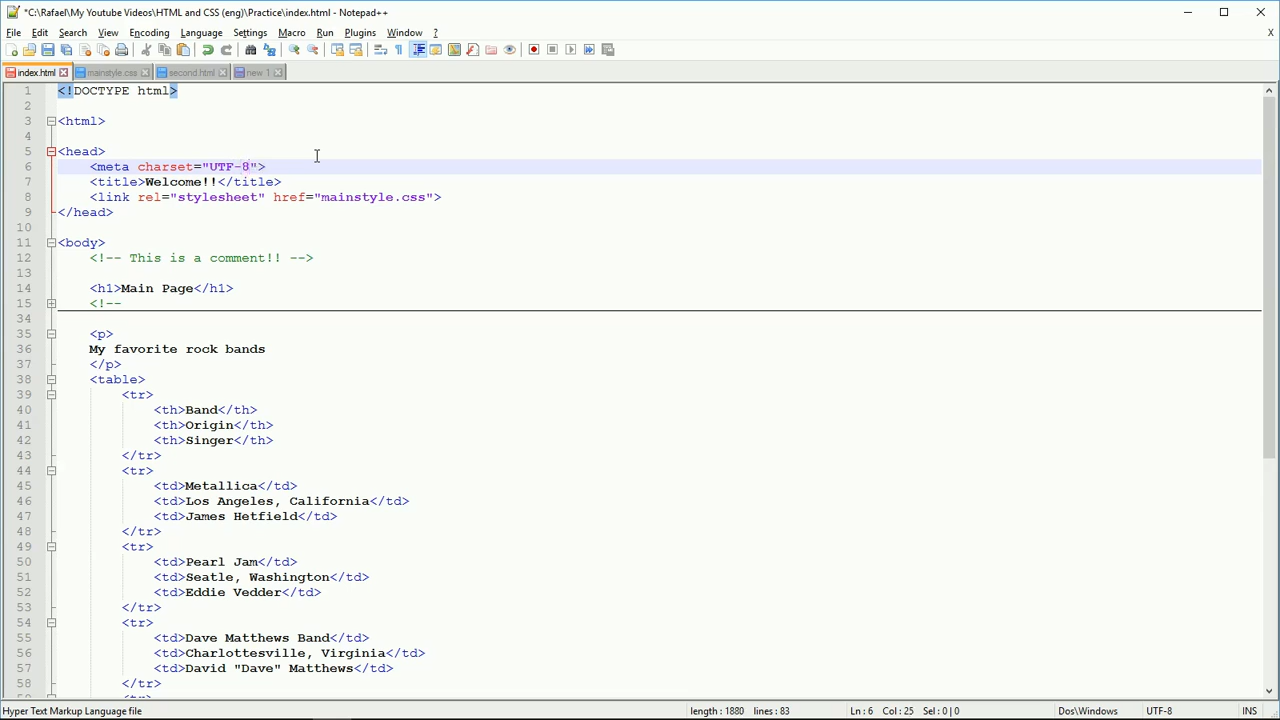 *C:\Rafael\My Youtube Videos\HTML and CSS (eng)\Practice\index.html - Notepad++
File Edit Search View Encoding Language Settings Macro Run Plugins Window ? X
index.html mainstyle.css second.html new 1
1 <!DOCTYPE html>
2
3 <html>
4
5 <head>
6 <meta charset="UTF-8">
7 <title>Welcome!!</title>
8 <link rel="stylesheet" href="mainstyle.css">
9 </head>
10
11 <body>
12 <!-- This is a comment!! -->
13
14 <h1>Main Page</h1>
15 <!--
34
35 <p>
36 My favorite rock bands
37 </p>
38 <table>
39 <tr>
40 <th>Band</th>
41 <th>Origin</th>
42 <th>Singer</th>
43 </tr>
44 <tr>
45 <td>Metallica</td>
46 <td>Los Angeles, California</td>
47 <td>James Hetfield</td>
48 </tr>
49 <tr>
50 <td>Pearl Jam</td>
51 <td>Seatle, Washington</td>
52 <td>Eddie Vedder</td>
53 </tr>
54 <tr>
55 <td>Dave Matthews Band</td>
56 <td>Charlottesville, Virginia</td>
57 <td>David "Dave" Matthews</td>
58 </tr>
Hyper Text Markup Language file length : 1880 lines : 83 Ln : 6 Col : 25 Sel : 0 | 0 Dos\Windows UTF-8 INS